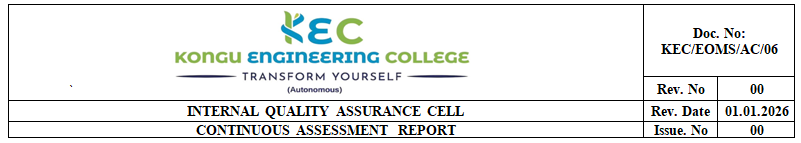 KEC
KONGU ENGINEERING COLLEGE
TRANSFORM YOURSELF
(Autonomous)
`
Doc. No:
KEC/EOMS/AC/06
Rev. No 00
INTERNAL QUALITY ASSURANCE CELL Rev. Date 01.01.2026
CONTINUOUS ASSESSMENT REPORT Issue. No 00